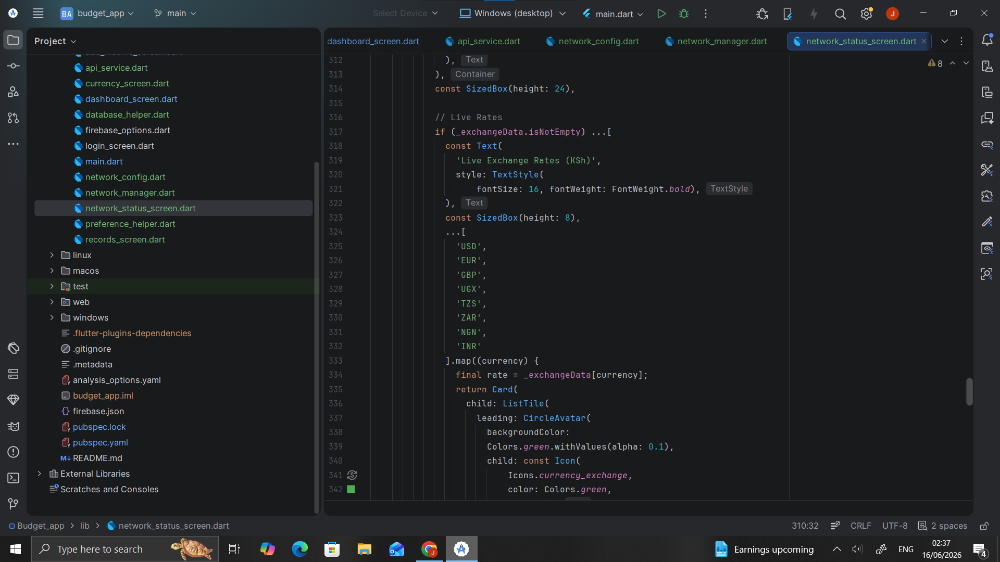 BA budget_app
main
Select Device
Windows (desktop)
main.dart
J
Project
api_service.dart
currency_screen.dart
dashboard_screen.dart
database_helper.dart
firebase_options.dart
login_screen.dart
main.dart
network_config.dart
network_manager.dart
network_status_screen.dart
preference_helper.dart
records_screen.dart
linux
macos
test
web
windows
.flutter-plugins-dependencies
.gitignore
.metadata
analysis_options.yaml
budget_app.iml
firebase.json
pubspec.lock
pubspec.yaml
M↓ README.md
External Libraries
Scratches and Consoles
dashboard_screen.dart
api_service.dart
network_config.dart
network_manager.dart
network_status_screen.dart
8
312 ), Text
313 ), Container
314 const SizedBox(height: 24),
315
316 // Live Rates
317 if (_exchangeData.isNotEmpty) ...[
318 const Text(
319 'Live Exchange Rates (KSh)',
320 style: TextStyle(
321 fontSize: 16, fontWeight: FontWeight.bold), TextStyle
322 ), Text
323 const SizedBox(height: 8),
324 ...[
325 'USD',
326 'EUR',
327 'GBP',
328 'UGX',
329 'TZS',
330 'ZAR',
331 'NGN',
332 'INR'
333 ].map((currency) {
334 final rate = _exchangeData[currency];
335 return Card(
336 child: ListTile(
337 leading: CircleAvatar(
338 backgroundColor:
339 Colors.green.withValues(alpha: 0.1),
340 child: const Icon(
341 Icons.currency_exchange,
342 color: Colors.green,
Budget_app > lib > network_status_screen.dart
310:32
CRLF
UTF-8
2 spaces
Type here to search
J
Earnings upcoming
ENG
02:37
16/06/2026
4